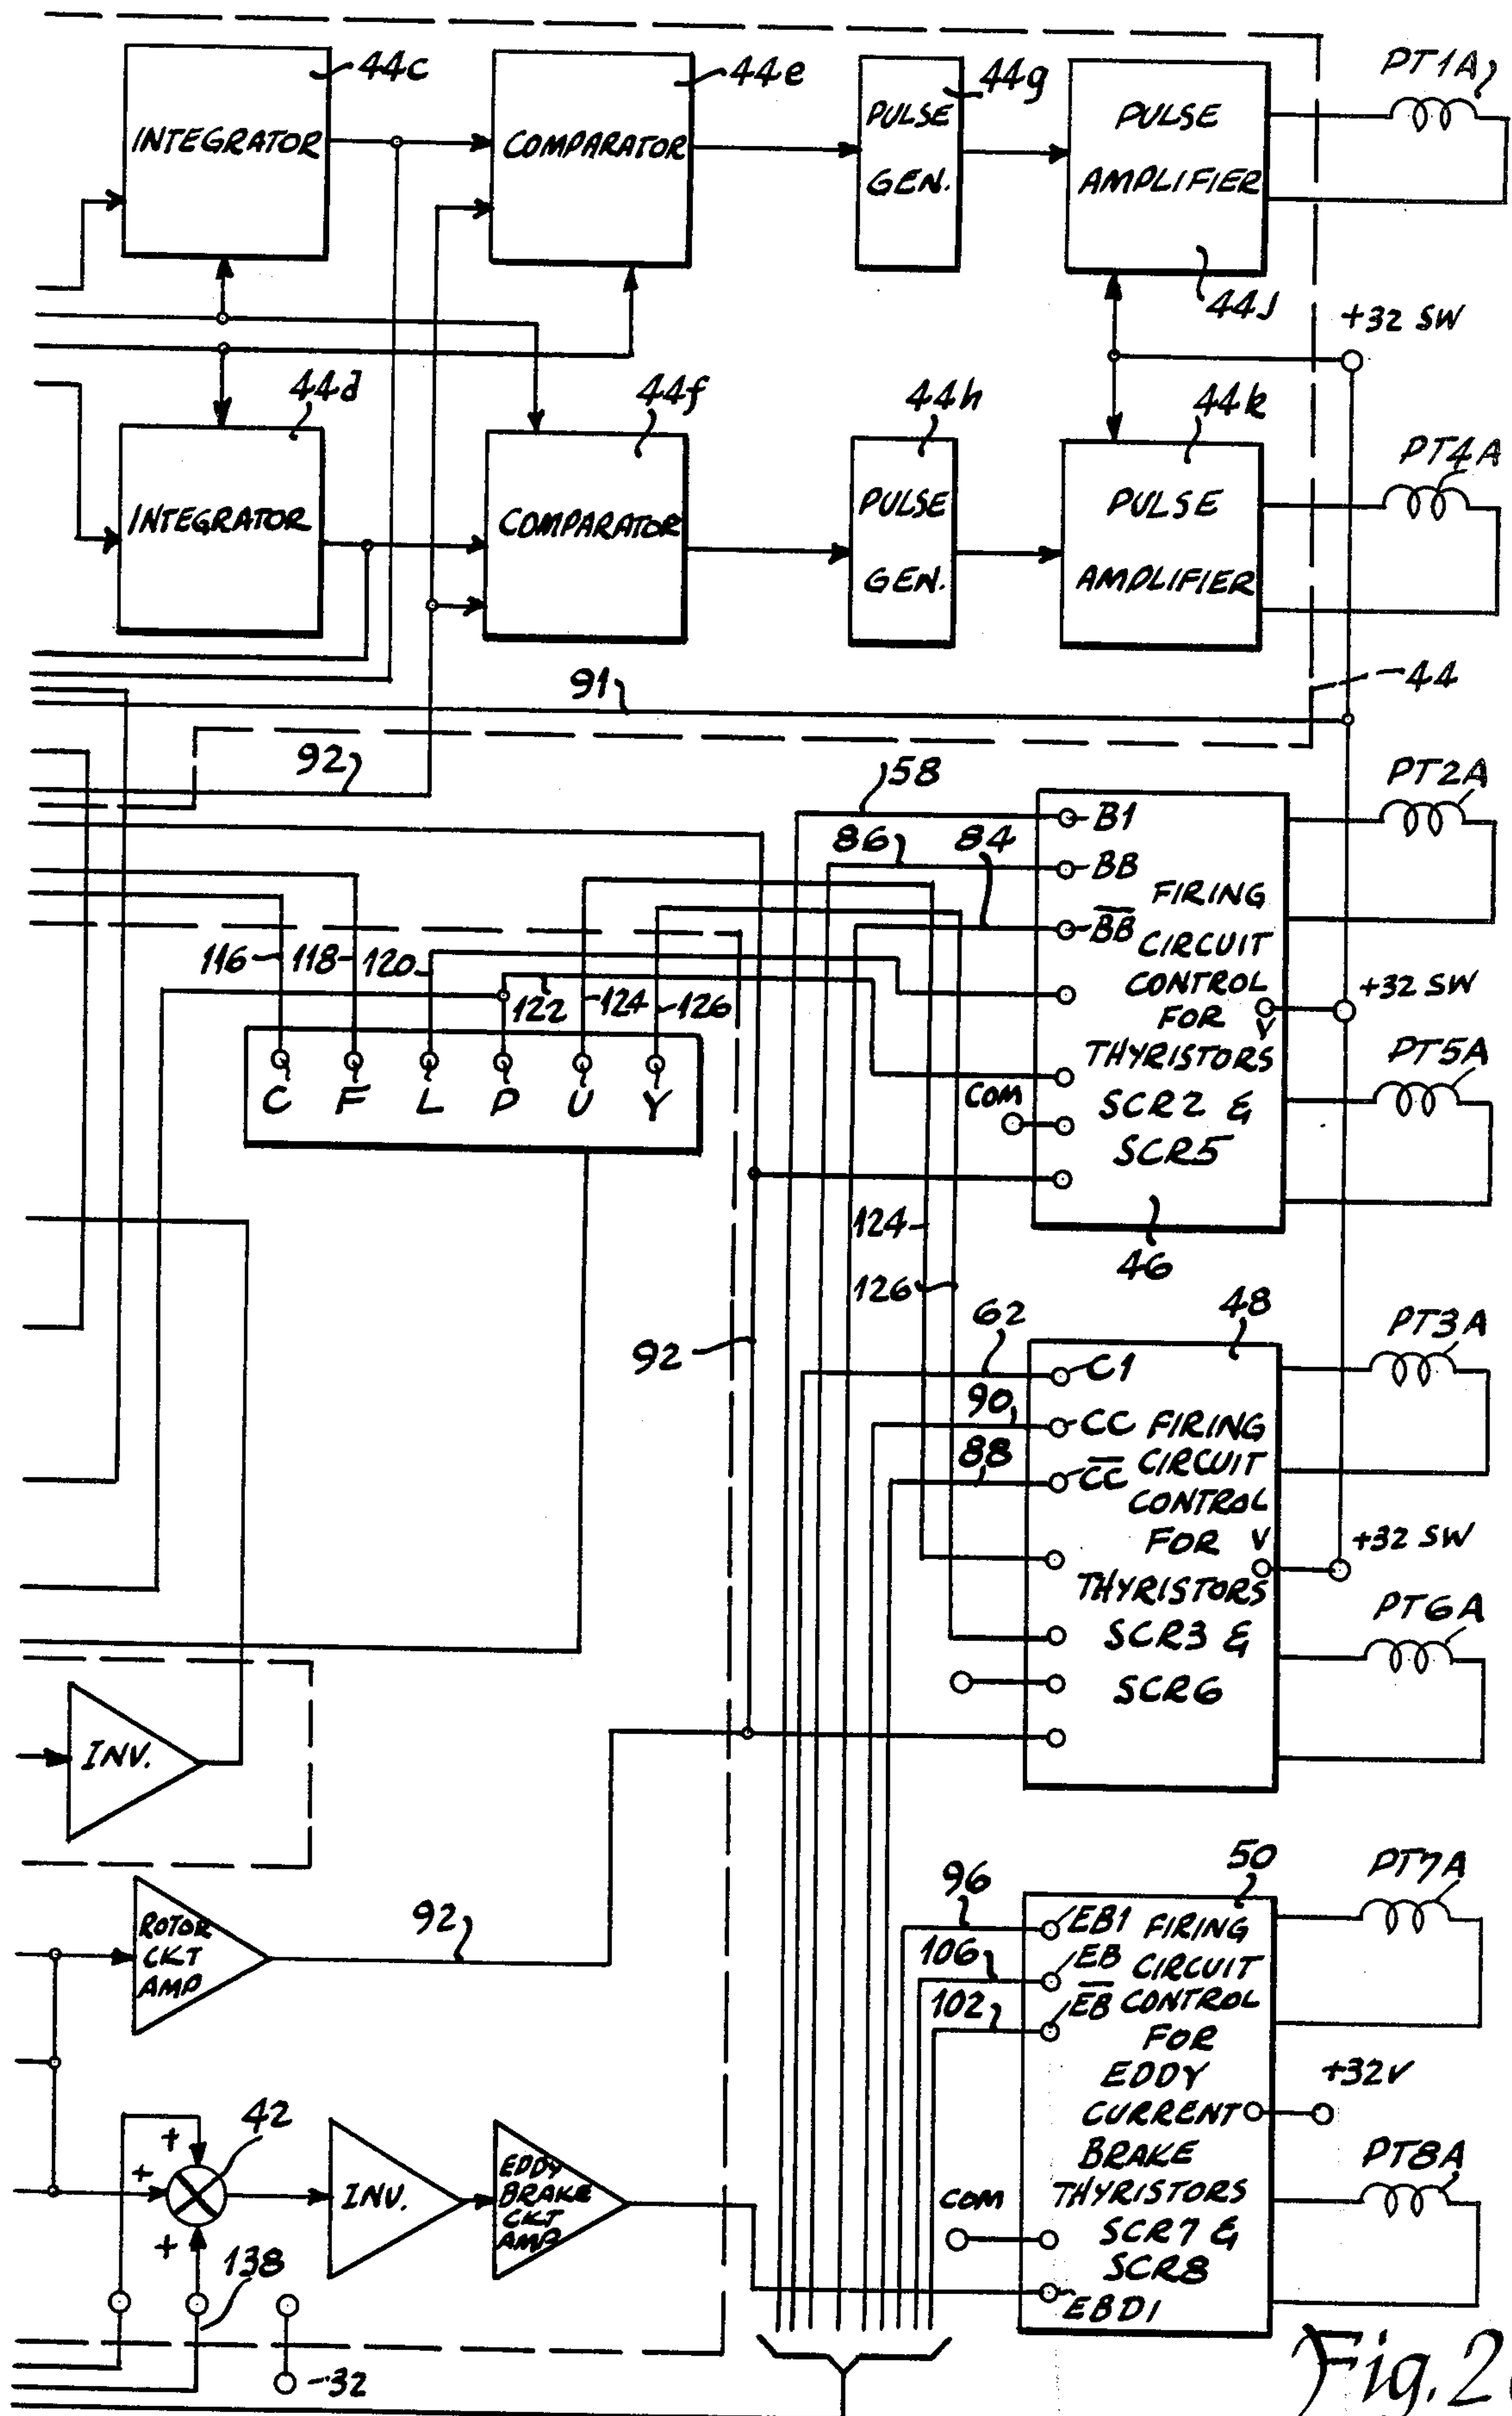 44c
44e
44g
PT1A
INTEGRATOR
COMPARATOR
PULSE
GEN.
PULSE
AMPLIFIER
44J
+32 SW
44d
44f
44h
44k
PT4A
INTEGRATOR
COMPARATOR
PULSE
GEN.
PULSE
AMPLIFIER
91
44
92
58
PT2A
86
84
B1
BB
B̅B̅
FIRING
CIRCUIT
CONTROL
FOR
V
THYRISTORS
SCR2 &
SCR5
+32 SW
PT5A
COM
116
118
120
122
124
126
C F L P U Y
46
124
126
92
62
48
PT3A
90
88
C1
CC
C̅C̅
FIRING
CIRCUIT
CONTROL
FOR
V
THYRISTORS
SCR3 &
SCR6
+32 SW
PT6A
INV.
ROTOR
CKT
AMP
92
96
50
PT7A
106
102
EB1
EB
E̅B̅
FIRING
CIRCUIT
CONTROL
FOR
EDDY
CURRENT
BRAKE
THYRISTORS
SCR7 &
SCR8
EBD1
+32V
PT8A
COM
42
+
+
+
138
INV.
EDDY
BRAKE
CKT
AMP
-32
Fig. 2